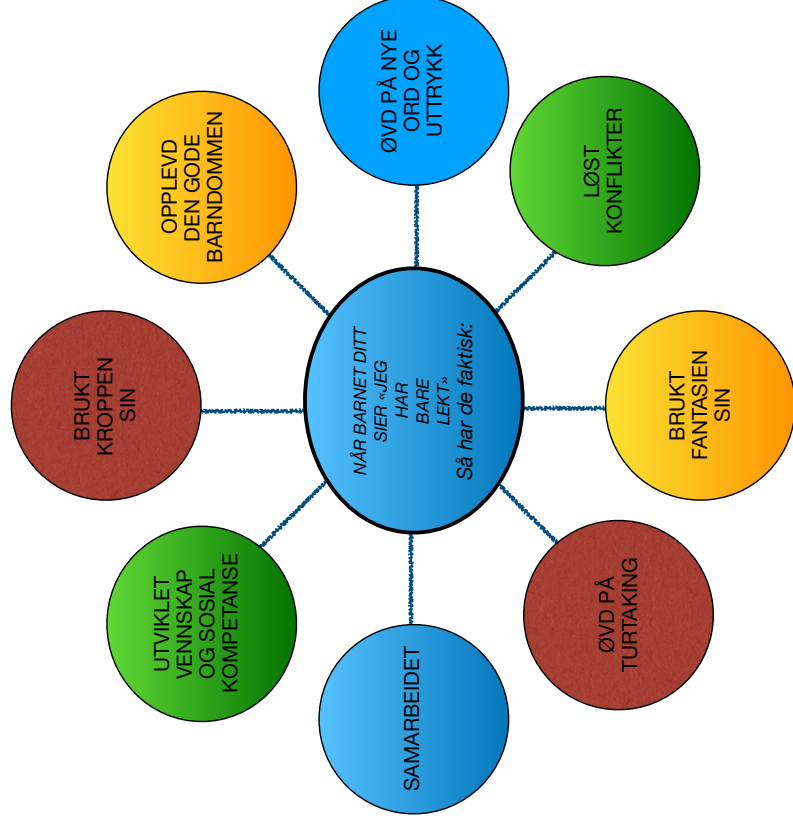 BRUKT
KROPPEN
SIN
UTVIKLET
VENNSKAP
OG SOSIAL
KOMPETANSE
OPPLEVD
DEN GODE
BARNDOMMEN
SAMARBEIDET
NÅR BARNET DITT
SIER «JEG
HAR
BARE
LEKT»
Så har de faktisk:
ØVD PÅ NYE
ORD OG
UTTRYKK
ØVD PÅ
TURTAKING
LØST
KONFLIKTER
BRUKT
FANTASIEN
SIN